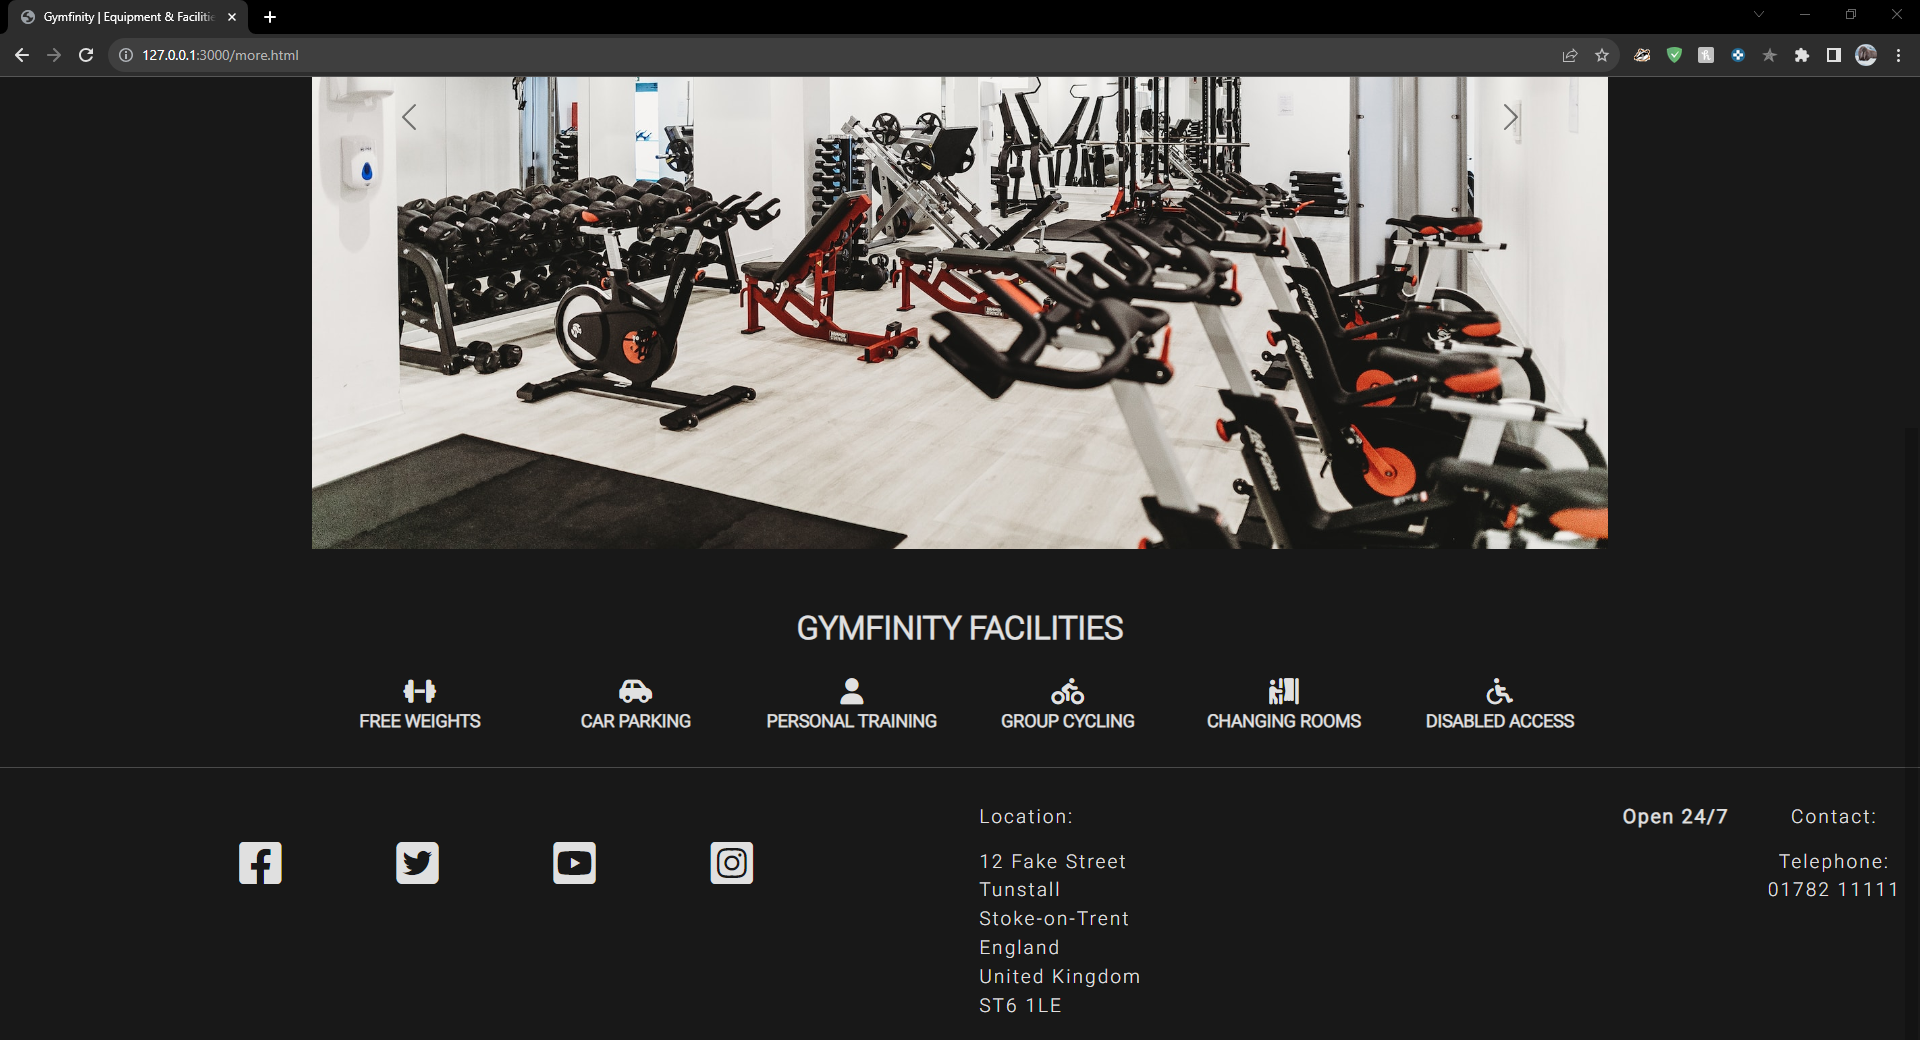 Gymfinity | Equipment & Facilitie
127.0.0.1:3000/more.html
GYMFINITY FACILITIES
FREE WEIGHTS
CAR PARKING
PERSONAL TRAINING
GROUP CYCLING
CHANGING ROOMS
DISABLED ACCESS
Location:
12 Fake Street
Tunstall
Stoke-on-Trent
England
United Kingdom
ST6 1LE
Open 24/7
Contact:
Telephone:
01782 11111